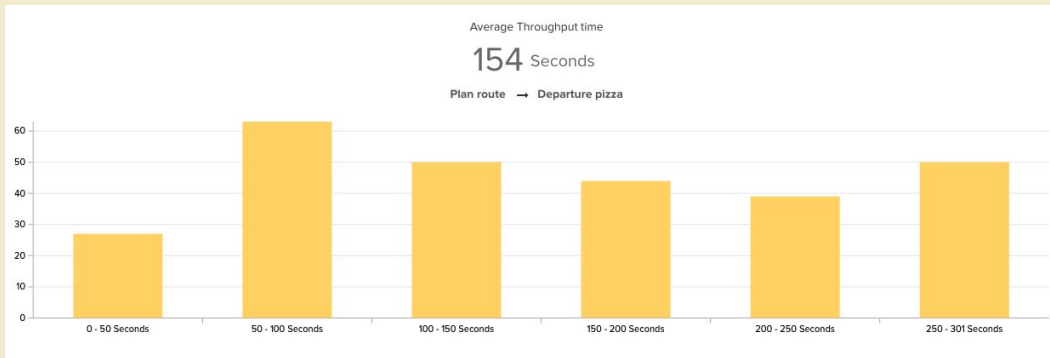 Average Throughput time
154 Seconds
Plan route → Departure pizza
60
50
40
30
20
10
0
0 - 50 Seconds 50 - 100 Seconds 100 - 150 Seconds 150 - 200 Seconds 200 - 250 Seconds 250 - 301 Seconds